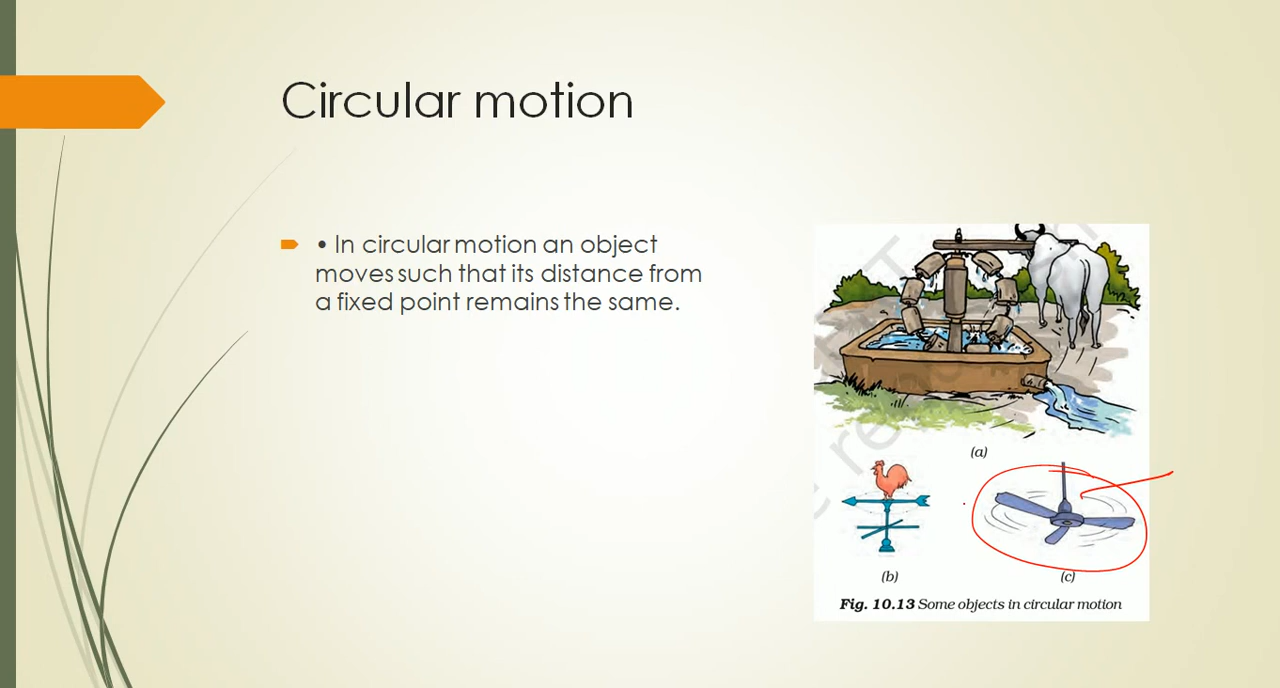 Circular motion
• In circular motion an object
moves such that its distance from
a fixed point remains the same.
(a)
(b)
(c)
Fig. 10.13 Some objects in circular motion